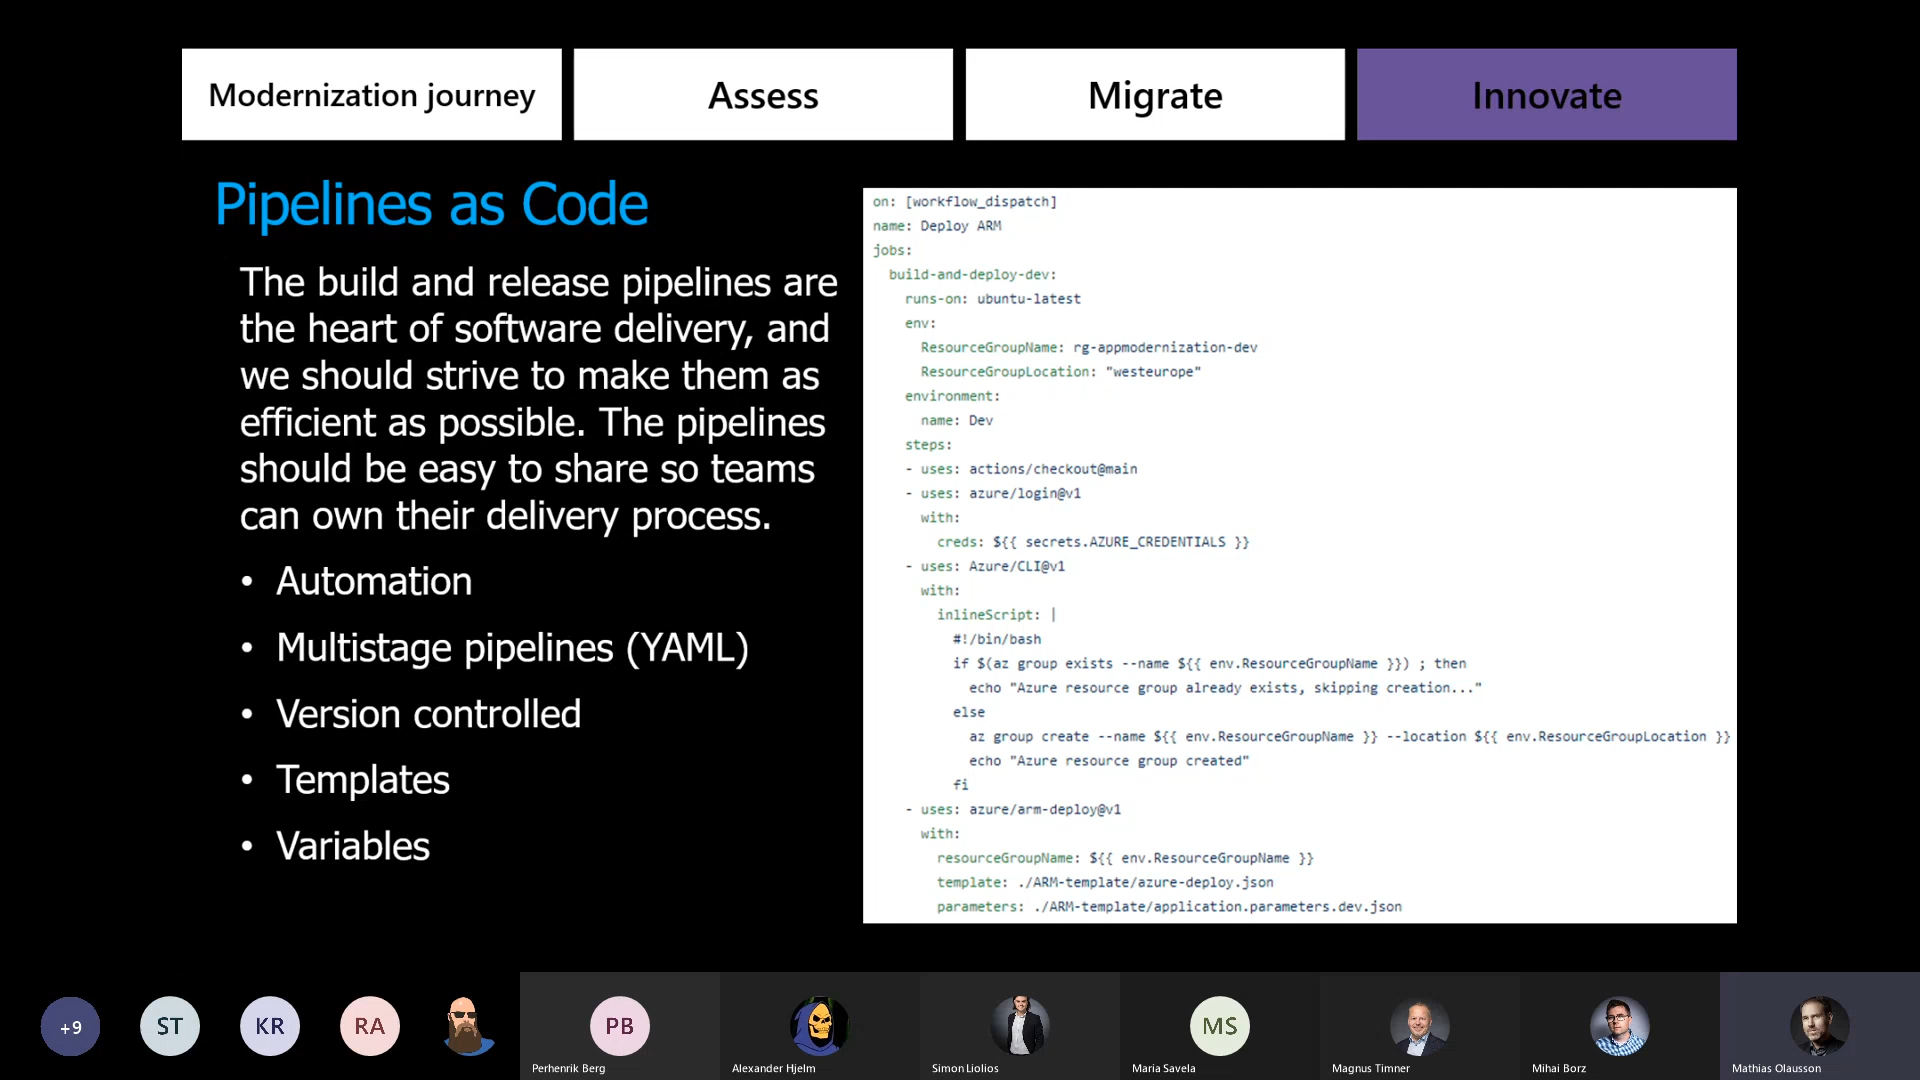 Modernization journey
Assess
Migrate
Innovate
Pipelines as Code
The build and release pipelines are
the heart of software delivery, and
we should strive to make them as
efficient as possible. The pipelines
should be easy to share so teams
can own their delivery process.
• Automation
• Multistage pipelines (YAML)
• Version controlled
• Templates
• Variables
on: [workflow_dispatch]
name: Deploy ARM
jobs:
  build-and-deploy-dev:
    runs-on: ubuntu-latest
    env:
      ResourceGroupName: rg-appmodernization-dev
      ResourceGroupLocation: "westeurope"
    environment:
      name: Dev
    steps:
    - uses: actions/checkout@main
    - uses: azure/login@v1
      with:
        creds: ${{ secrets.AZURE_CREDENTIALS }}
    - uses: Azure/CLI@v1
      with:
        inlineScript: |
          #!/bin/bash
          if $(az group exists --name ${{ env.ResourceGroupName }}) ; then
            echo "Azure resource group already exists, skipping creation..."
          else
            az group create --name ${{ env.ResourceGroupName }} --location ${{ env.ResourceGroupLocation }}
            echo "Azure resource group created"
          fi
    - uses: azure/arm-deploy@v1
      with:
        resourceGroupName: ${{ env.ResourceGroupName }}
        template: ./ARM-template/azure-deploy.json
        parameters: ./ARM-template/application.parameters.dev.json
+9
ST
KR
RA
PB
MS
Perhenrik Berg
Alexander Hjelm
Simon Liolios
Maria Savela
Magnus Timner
Mihai Borz
Mathias Olausson